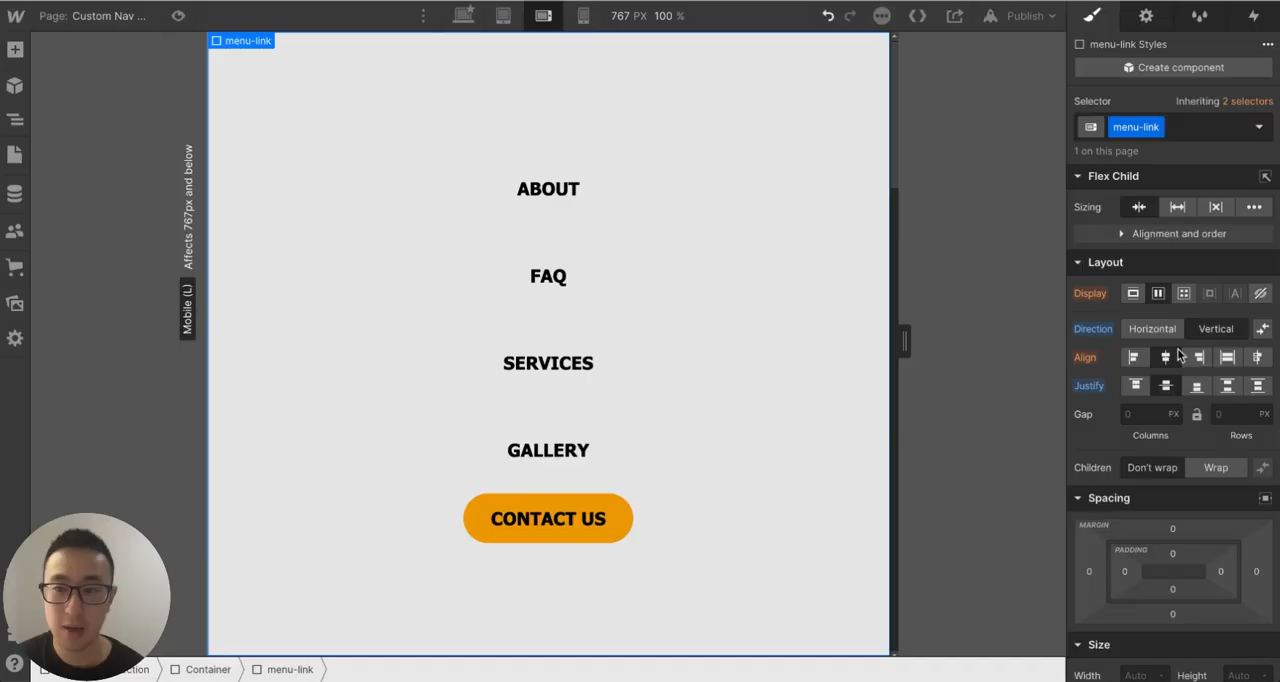 Page: Custom Nav ...
767 PX 100 %
Publish
menu-link
Affects 767px and below
Mobile (L)
ABOUT
FAQ
SERVICES
GALLERY
CONTACT US
menu-link Styles
Create component
Selector
Inheriting 2 selectors
menu-link
1 on this page
Flex Child
Sizing
Alignment and order
Layout
Display
Direction Horizontal Vertical
Align
Justify
Gap 0 PX 0 PX
Columns Rows
Children Don't wrap Wrap
Spacing
MARGIN
0
PADDING
0
0 0 0 0
0
0
Size
Width Auto - Height Auto -
Container
menu-link